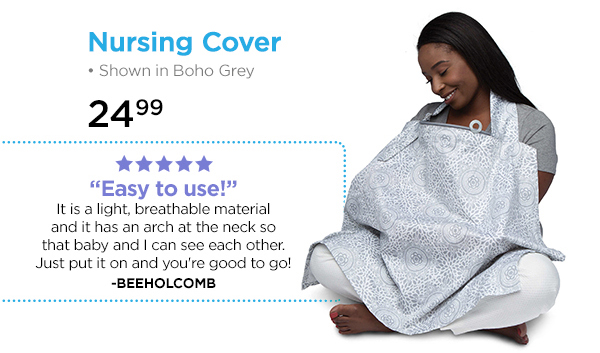 Nursing Cover
• Shown in Boho Grey
24⁹⁹
“Easy to use!”
It is a light, breathable material
and it has an arch at the neck so
that baby and I can see each other.
Just put it on and you're good to go!
-BEEHOLCOMB